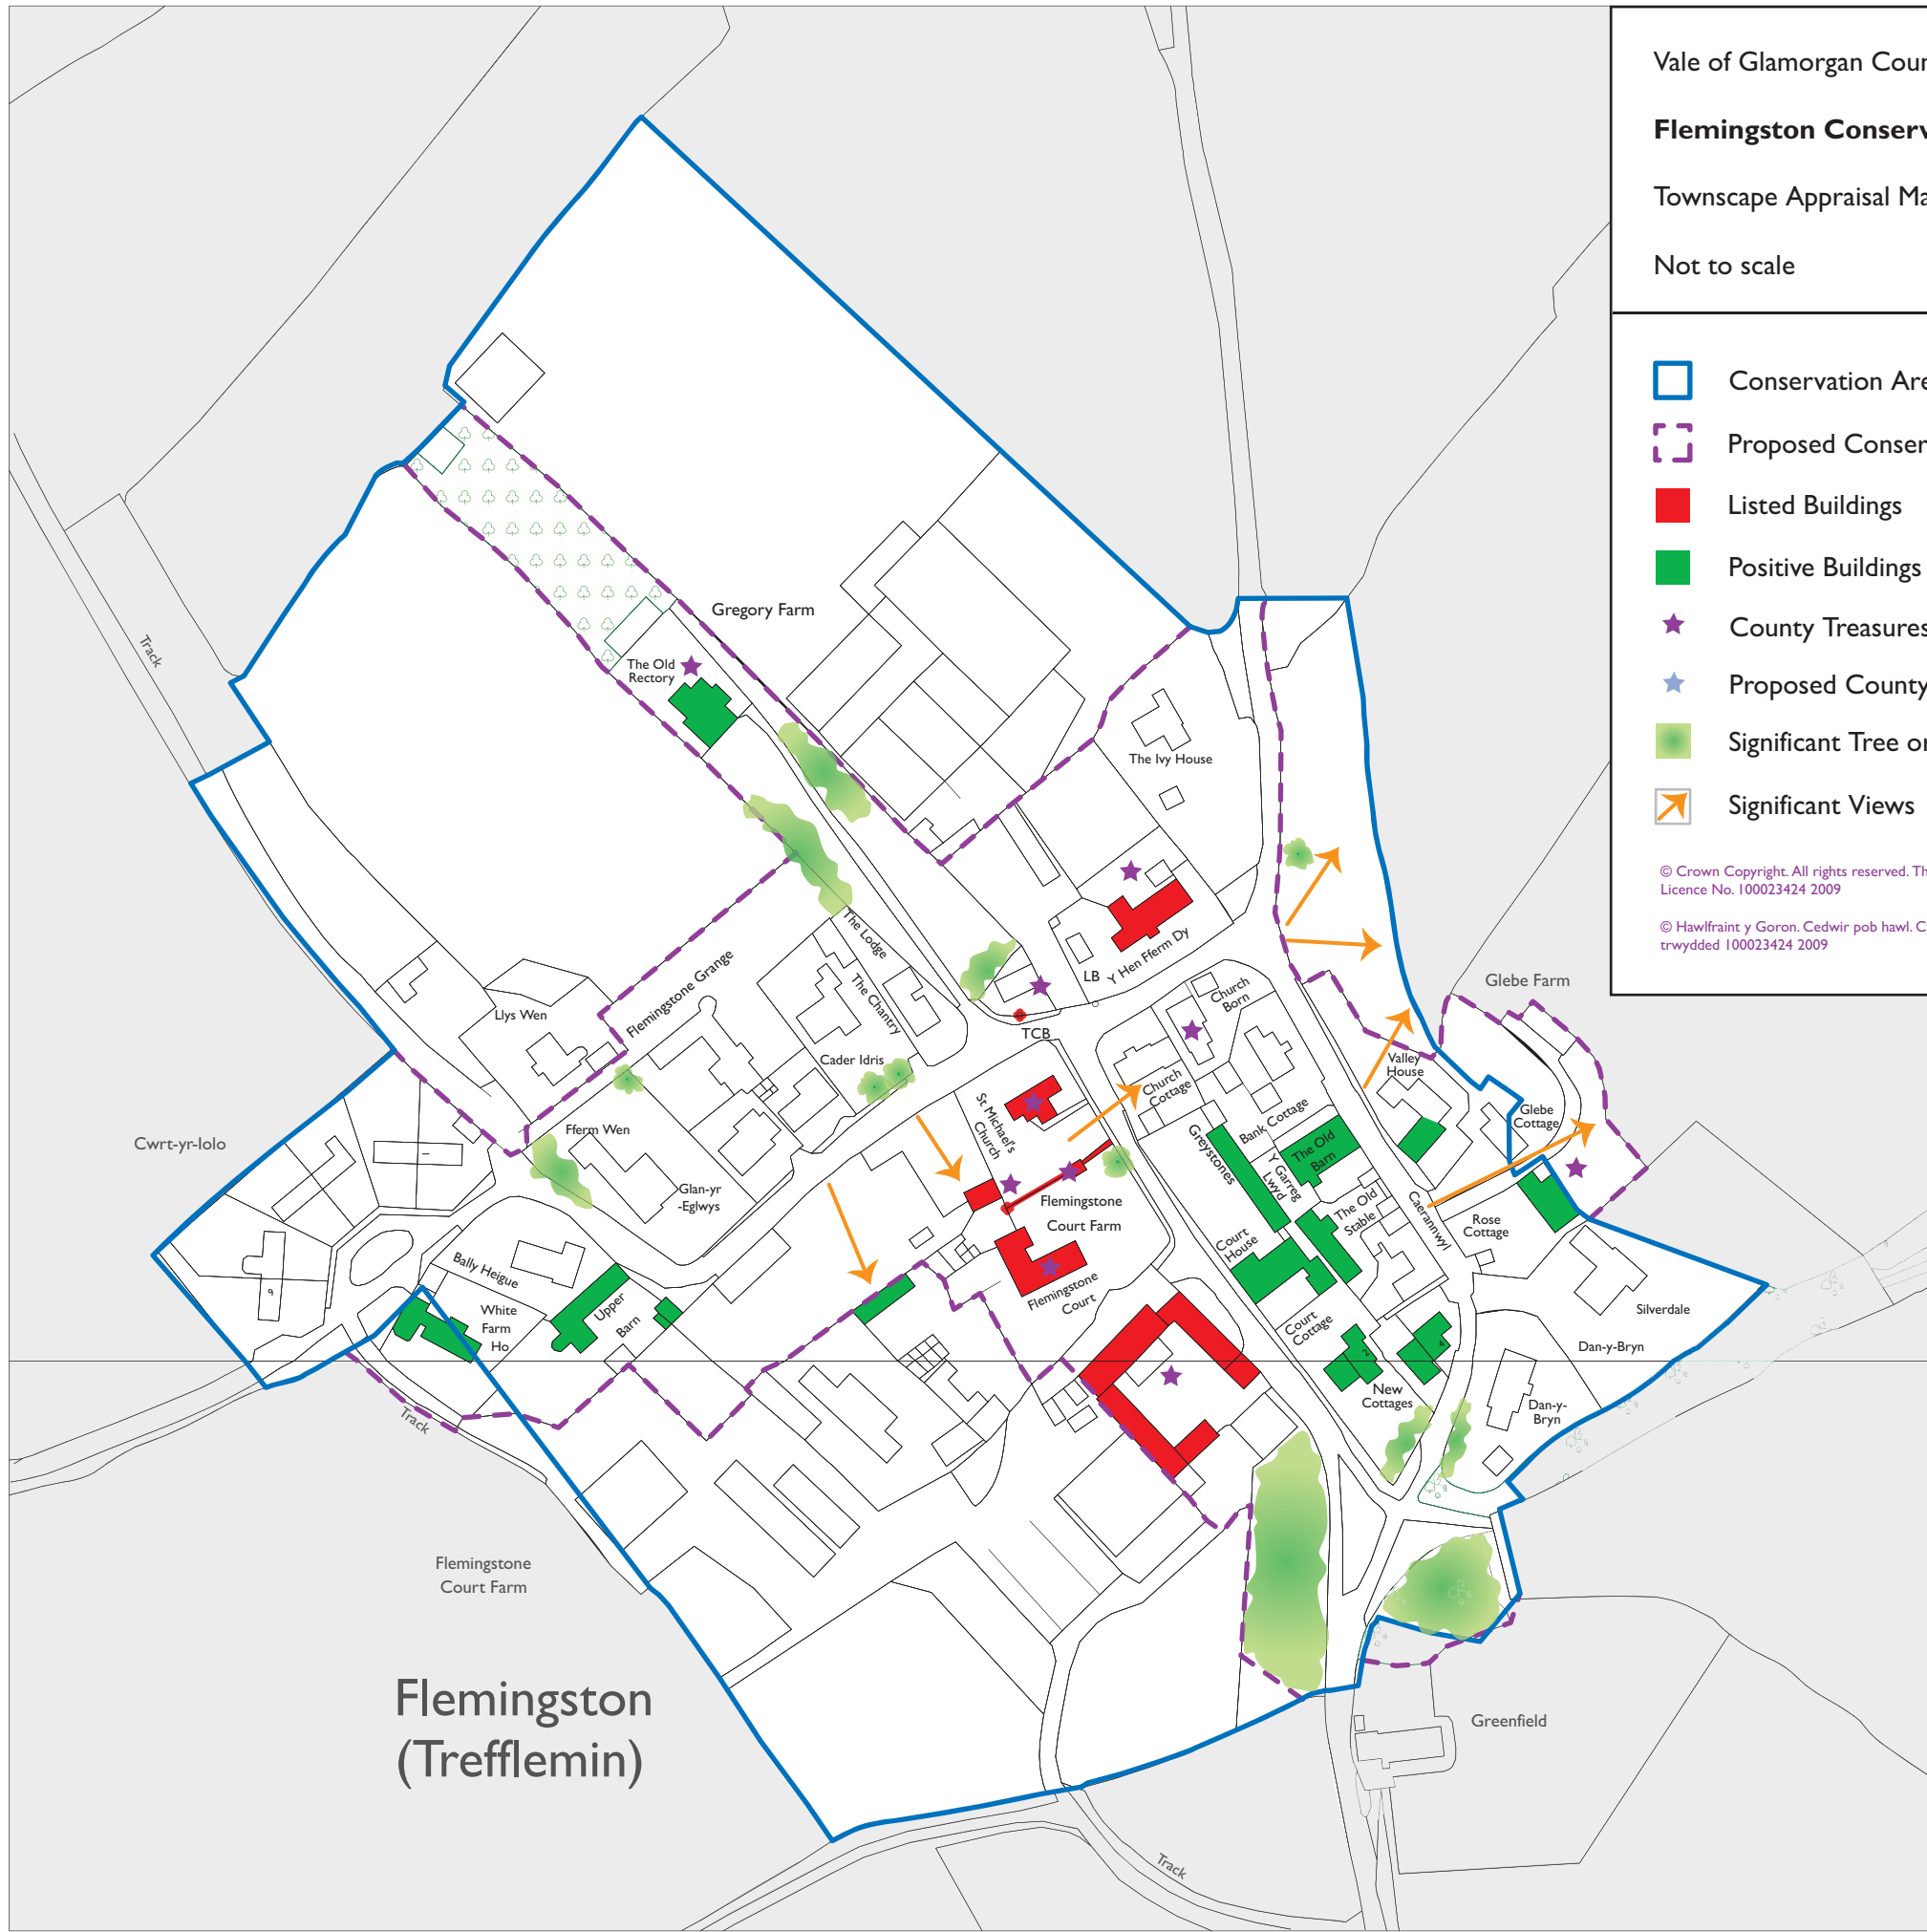 Vale of Glamorgan Coun
Flemingston Conserv
Townscape Appraisal Ma
Not to scale
Conservation Are
Proposed Conser
Listed Buildings
Positive Buildings
County Treasures
Proposed County
Significant Tree or
Significant Views
© Crown Copyright. All rights reserved. Th
Licence No. 100023424 2009
© Hawlfraint y Goron. Cedwir pob hawl. C
trwydded 100023424 2009
Track
Gregory Farm
The Old
Rectory
The Ivy House
The Lodge
LB
Y Hen Fferm Dy
Glebe Farm
Flemingstone Grange
Llys Wen
The Chantry
Church
Born
TCB
Cader Idris
Valley
House
St Michael's
Church
Church
Cottage
Glebe
Cottage
Cwrt-yr-Iolo
Fferm Wen
1
Bank Cottage
Greystones
The Old
Barn
Y Garreg
Lwyd
Glan-yr
-Eglwys
Flemingstone
Court Farm
The Old
Stable
Caerannwyl
Rose
Cottage
Court
House
Bally Heigue
9
Flemingstone
Court
White
Farm
Ho
Upper
Barn
Court
Cottage
Silverdale
Dan-y-Bryn
2
4
New
Cottages
Dan-y-
Bryn
Track
Flemingstone
Court Farm
Flemingston
(Trefflemin)
Greenfield
Track